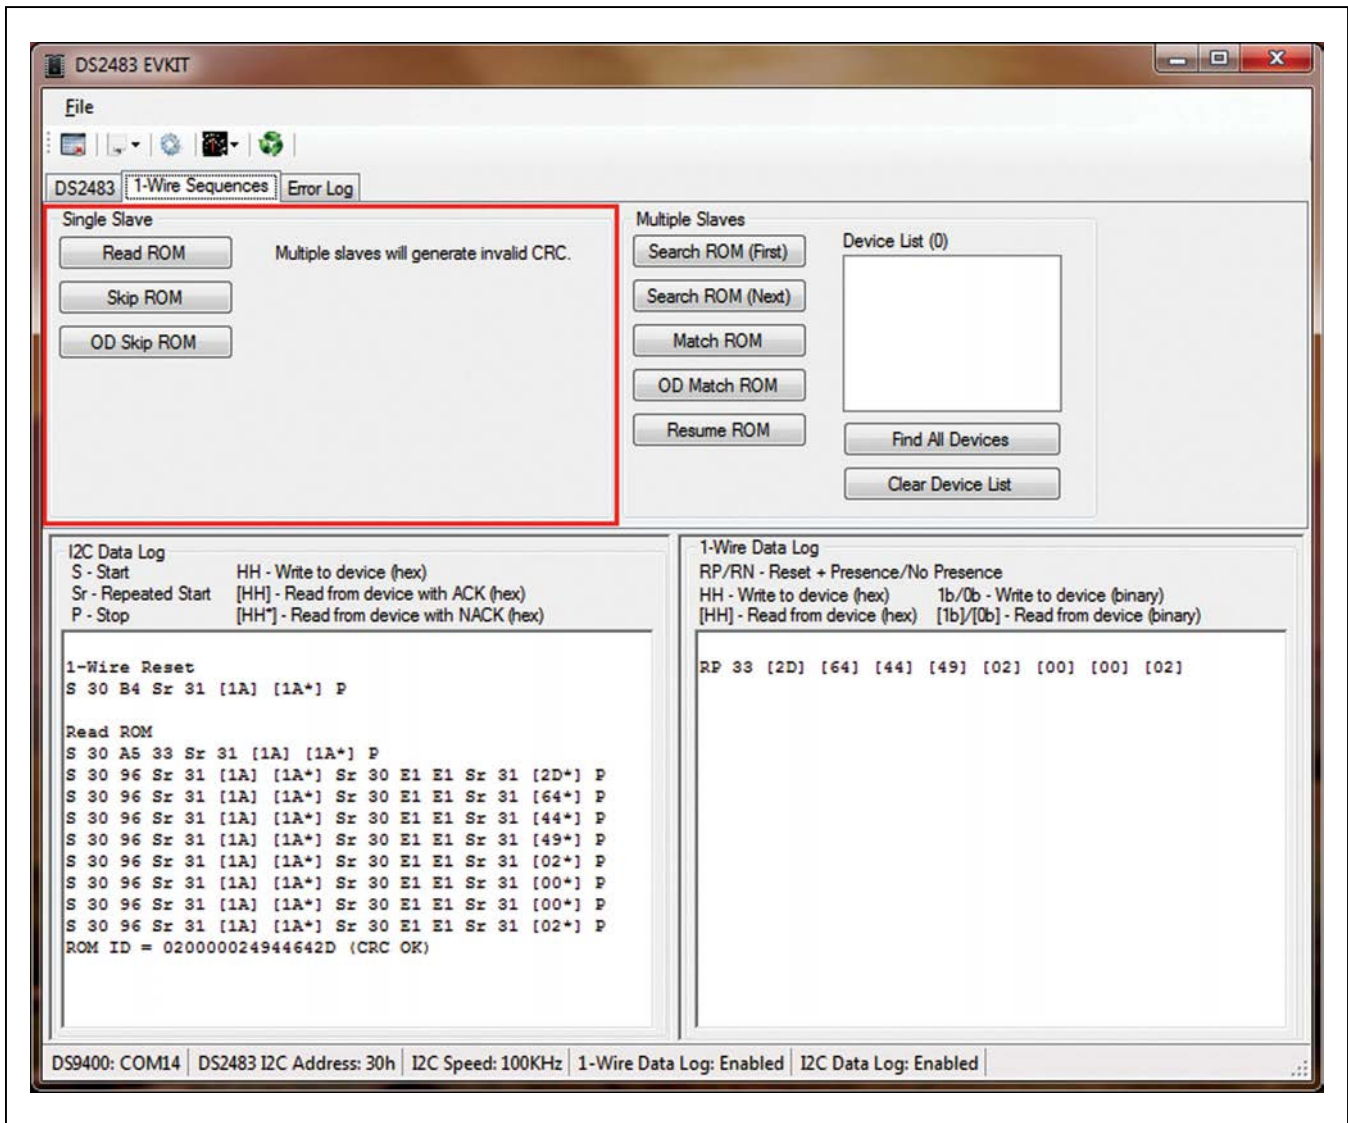 DS2483 EVKIT
File
DS2483 1-Wire Sequences Error Log
Single Slave
Read ROM Multiple slaves will generate invalid CRC.
Skip ROM
OD Skip ROM
Multiple Slaves
Search ROM (First)
Search ROM (Next)
Match ROM
OD Match ROM
Resume ROM
Device List (0)
Find All Devices
Clear Device List
I2C Data Log
S - Start HH - Write to device (hex)
Sr - Repeated Start [HH] - Read from device with ACK (hex)
P - Stop [HH*] - Read from device with NACK (hex)
1-Wire Reset
S 30 B4 Sr 31 [1A] [1A*] P
Read ROM
S 30 A5 33 Sr 31 [1A] [1A*] P
S 30 96 Sr 31 [1A] [1A*] Sr 30 E1 E1 Sr 31 [2D*] P
S 30 96 Sr 31 [1A] [1A*] Sr 30 E1 E1 Sr 31 [64*] P
S 30 96 Sr 31 [1A] [1A*] Sr 30 E1 E1 Sr 31 [44*] P
S 30 96 Sr 31 [1A] [1A*] Sr 30 E1 E1 Sr 31 [49*] P
S 30 96 Sr 31 [1A] [1A*] Sr 30 E1 E1 Sr 31 [02*] P
S 30 96 Sr 31 [1A] [1A*] Sr 30 E1 E1 Sr 31 [00*] P
S 30 96 Sr 31 [1A] [1A*] Sr 30 E1 E1 Sr 31 [00*] P
S 30 96 Sr 31 [1A] [1A*] Sr 30 E1 E1 Sr 31 [02*] P
ROM ID = 020000024944642D (CRC OK)
1-Wire Data Log
RP/RN - Reset + Presence/No Presence
HH - Write to device (hex) 1b/0b - Write to device (binary)
[HH] - Read from device (hex) [1b]/[0b] - Read from device (binary)
RP 33 [2D] [64] [44] [49] [02] [00] [00] [02]
DS9400: COM14 DS2483 I2C Address: 30h I2C Speed: 100KHz 1-Wire Data Log: Enabled I2C Data Log: Enabled